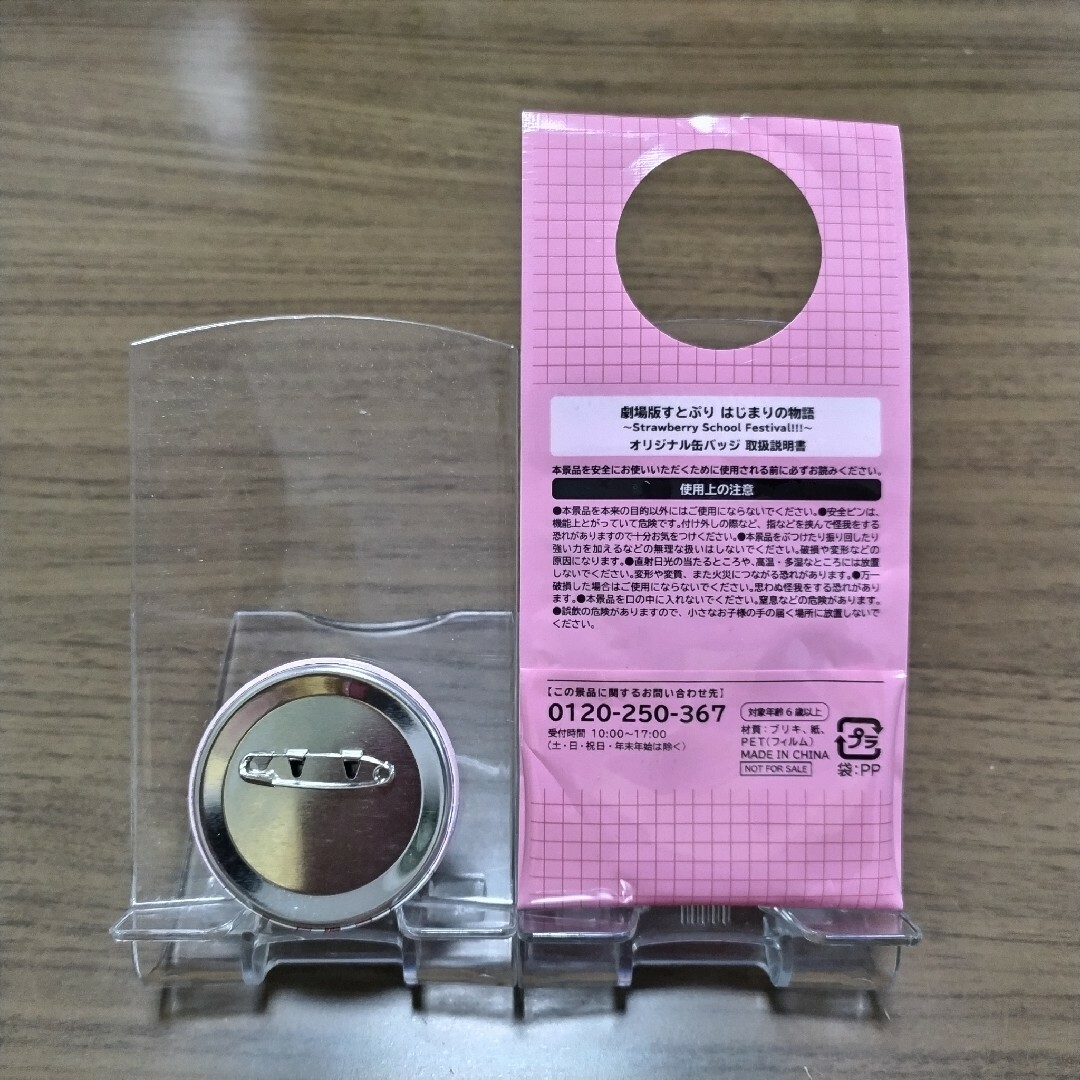 劇場版すとぷり はじまりの物語
~Strawberry School Festival!!!~
オリジナル缶バッジ 取扱説明書
本景品を安全にお使いいただくために使用される前に必ずお読みください。
使用上の注意
●本景品を本来の目的以外にはご使用にならないでください。●安全ピンは、
機能上とがっていて危険です。付け外しの際など、指などを挟んで怪我をする
恐れがありますので十分お気をつけください。●本景品をぶつけたり振り回したり
強い力を加えるなどの無理な扱いはしないでください。破損や変形などの
原因になります。●直射日光の当たるところや、高温・多湿なところには放置
しないでください。変形や変質、また火災につながる恐れがあります。●万一
破損した場合はご使用にならないでください。思わぬ怪我をする恐れがあり
ます。●本景品を口の中に入れないでください。窒息などの危険があります。
●誤飲の危険がありますので、小さなお子様の手の届く場所に放置しないで
ください。
【この景品に関するお問い合わせ先】
0120-250-367
受付時間 10:00~17:00
(土・日・祝日・年末年始は除く)
対象年齢6歳以上
材質:ブリキ、紙、
PET(フィルム)
MADE IN CHINA
NOT FOR SALE
プラ
袋:PP